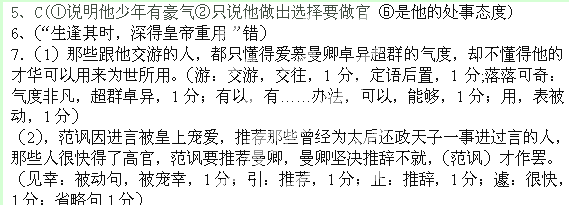 5、C(①说明他少年有豪气②只说他做出选择要做官 ⑥是他的处事态度)
6、(“生逢其时，深得皇帝重用 ”错)
7．（1）那些跟他交游的人，都只懂得爱慕曼卿卓异超群的气度，却不懂得他的
才华可以用来为世所用。（游：交游，交往，1 分，定语后置，1 分;落落可奇：
气度非凡，超群卓异，1 分；有以，有……办法，可以，能够，1 分；用，表被
动，1 分）
（2），范讽因进言被皇上宠爱，推荐那些曾经为太后还政天子一事进过言的人，
那些人很快得了高官，范讽要推荐曼卿，曼卿坚决推辞不就，（范讽）才作罢。
（见幸：被动句，被宠幸，1 分；引：推荐，1 分；止：推辞，1 分；遽：很快，
1 分；省略句 1 分）